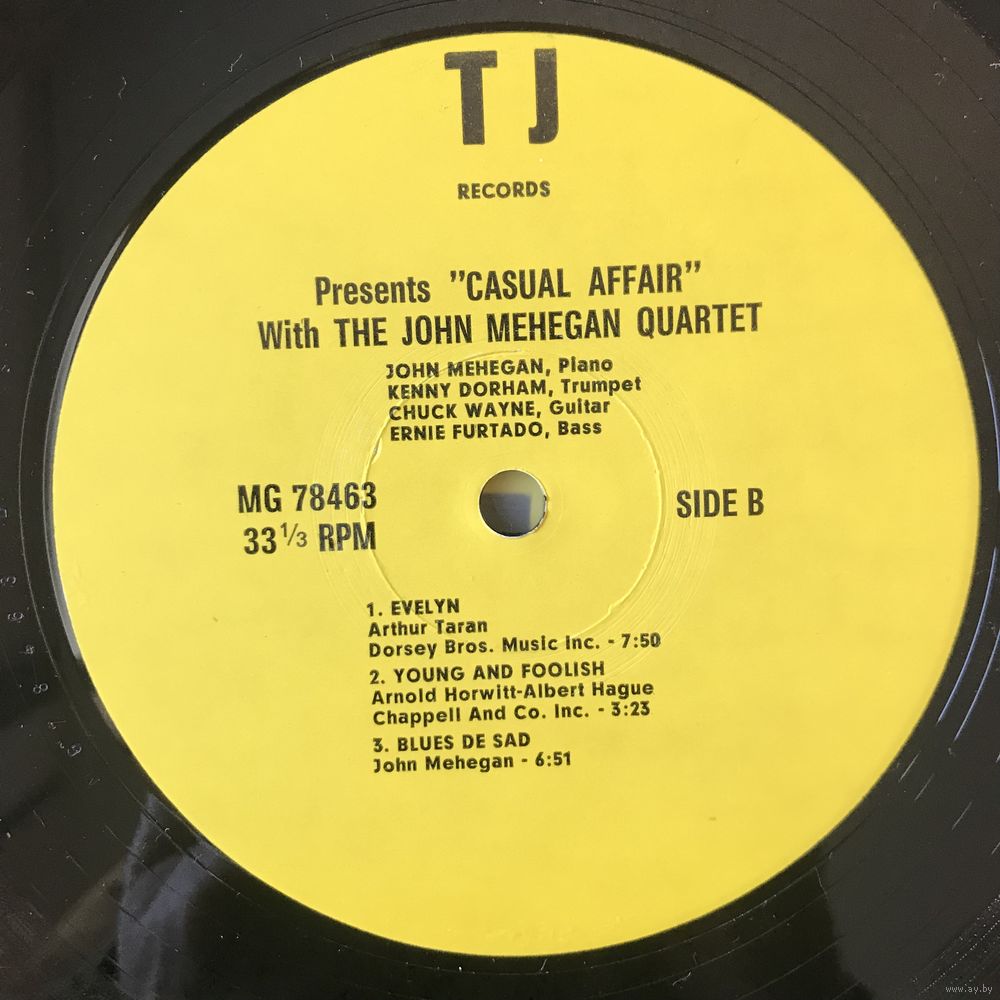 T J
RECORDS
Presents "CASUAL AFFAIR"
With THE JOHN MEHEGAN QUARTET
JOHN MEHEGAN, Piano
KENNY DORHAM, Trumpet
CHUCK WAYNE, Guitar
ERNIE FURTADO, Bass
MG 78463
33 1/3 RPM
SIDE B
1. EVELYN
Arthur Taran
Dorsey Bros. Music Inc. - 7:50
2. YOUNG AND FOOLISH
Arnold Horwitt-Albert Hague
Chappell And Co. Inc. - 3:23
3. BLUES DE SAD
John Mehegan - 6:51
www.ay.by